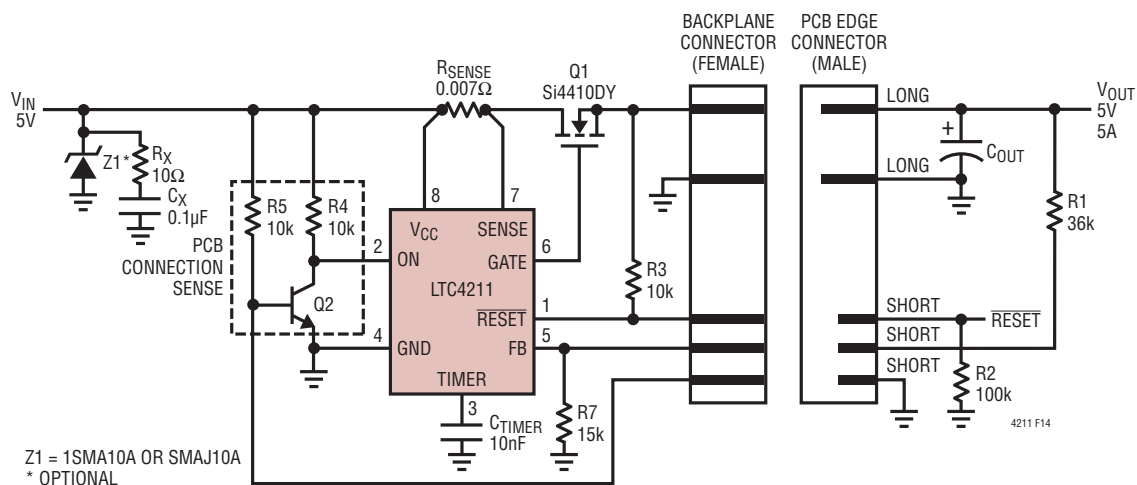 BACKPLANE
CONNECTOR
(FEMALE)
PCB EDGE
CONNECTOR
(MALE)
RSENSE
0.007Ω
Q1
Si4410DY
VIN
5V
LONG
VOUT
5V
5A
Z1*
RX
10Ω
CX
0.1µF
+
COUT
LONG
R5
10k
R4
10k
8
7
VCC
SENSE
R1
36k
PCB
CONNECTION
SENSE
2
ON
GATE
6
LTC4211
R3
10k
Q2
1
RESET
SHORT
RESET
4
GND
FB
5
SHORT
TIMER
SHORT
R2
100k
3
CTIMER
10nF
R7
15k
4211 F14
Z1 = 1SMA10A OR SMAJ10A
* OPTIONAL